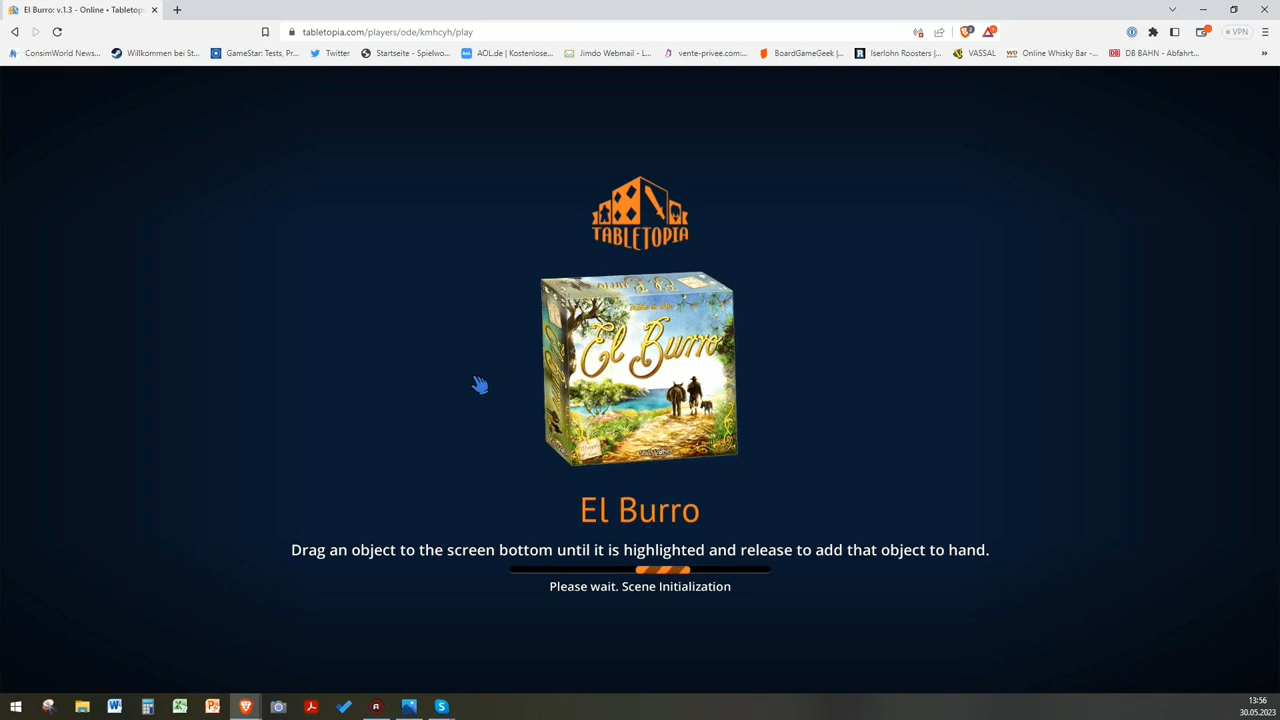 El Burro: v.1.3 - Online • Tabletop
tabletopia.com/players/ode/kmhcyh/play
3
VPN
ConsimWorld News...
Willkommen bei St...
GameStar: Tests, Pr...
Twitter
Startseite - Spielwo...
AOL.de | Kostenlose...
Jimdo Webmail - L...
vente-privee.com:...
BoardGameGeek |...
Iserlohn Roosters |...
VASSAL
Online Whisky Bar -...
DB BAHN - Abfahrt...
TABLETOPIA
El Burro
El Burro
Drag an object to the screen bottom until it is highlighted and release to add that object to hand.
Please wait. Scene Initialization
13:56
30.05.2023